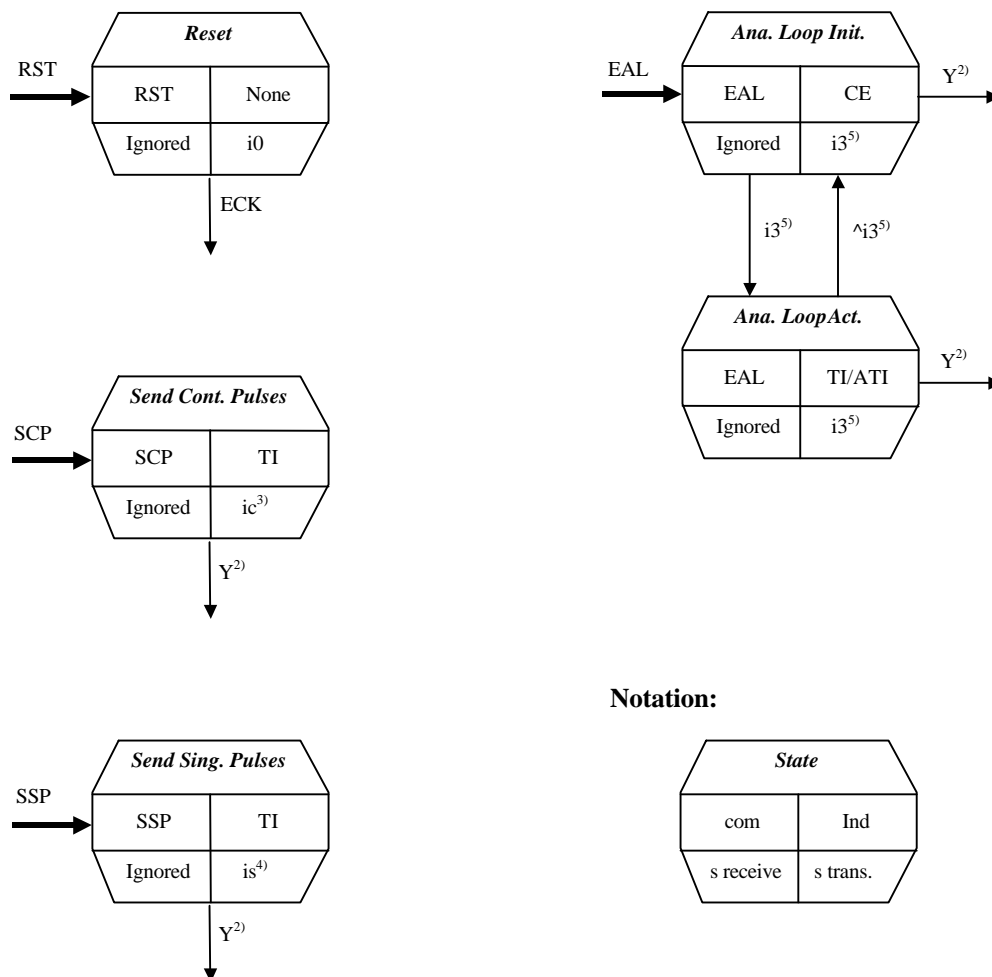 Reset
RST
RST None
Ignored i0
ECK
Ana. Loop Init.
EAL
EAL CE
Y2)
Ignored i35)
i35) ^i35)
Ana. LoopAct.
EAL TI/ATI
Y2)
Ignored i35)
Send Cont. Pulses
SCP
SCP TI
Ignored ic3)
Y2)
Send Sing. Pulses
SSP
SSP TI
Ignored is4)
Y2)
Notation:
State
com Ind
s receive s trans.